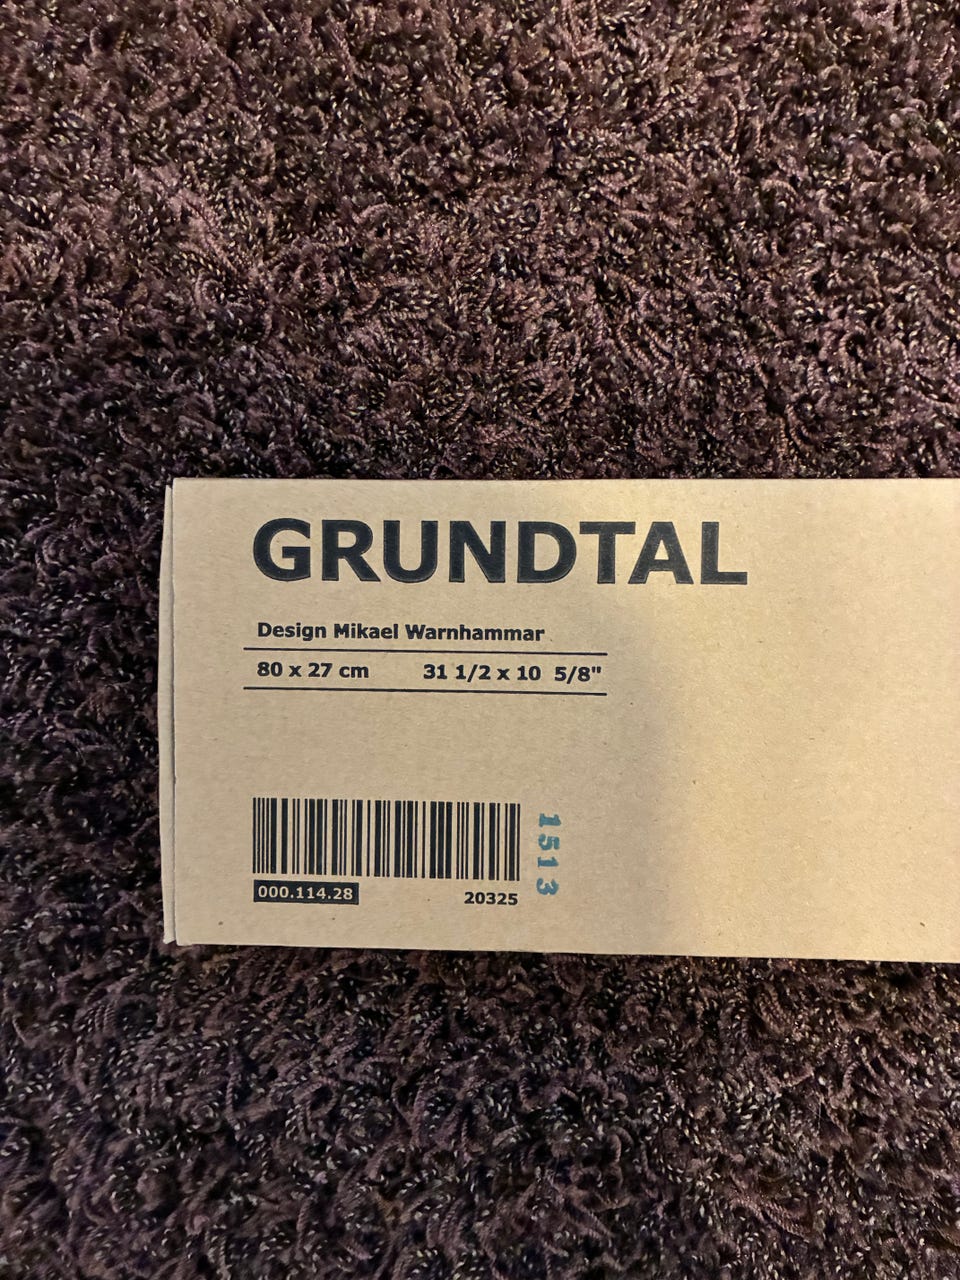 GRUNDTAL
Design Mikael Warnhammar
80 x 27 cm 31 1/2 x 10 5/8"
000.114.28 20325
1513